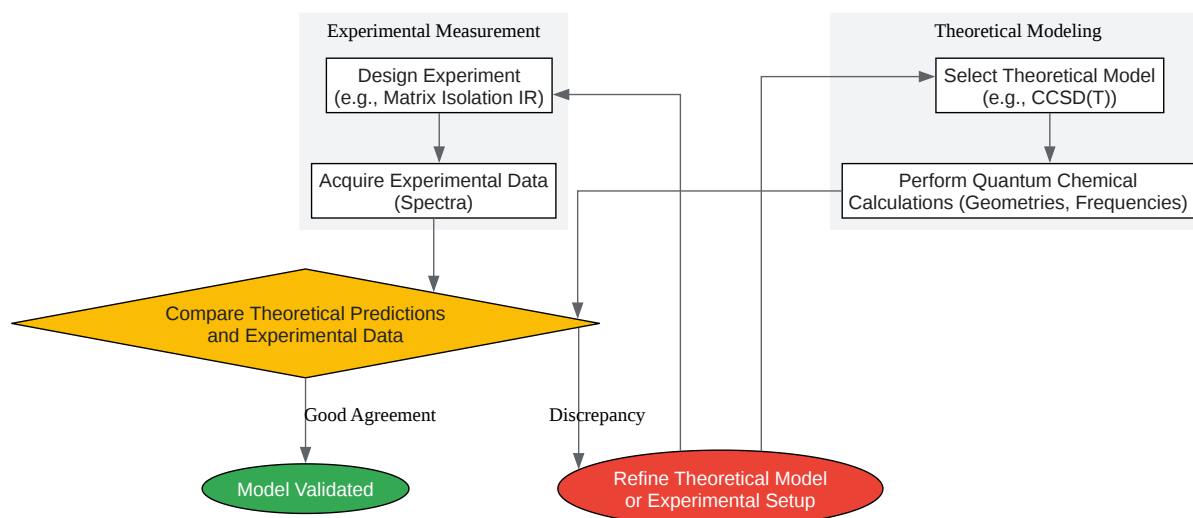 Experimental Measurement
Design Experiment
(e.g., Matrix Isolation IR)
Acquire Experimental Data
(Spectra)
Theoretical Modeling
Select Theoretical Model
(e.g., CCSD(T))
Perform Quantum Chemical
Calculations (Geometries, Frequencies)
Compare Theoretical Predictions
and Experimental Data
Good Agreement
Discrepancy
Model Validated
Refine Theoretical Model
or Experimental Setup